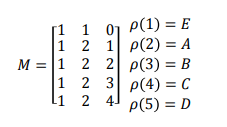 1 1 0 ρ(1) = E
1 2 1 ρ(2) = A
M = 1 2 2 ρ(3) = B
1 2 3 ρ(4) = C
1 2 4 ρ(5) = D